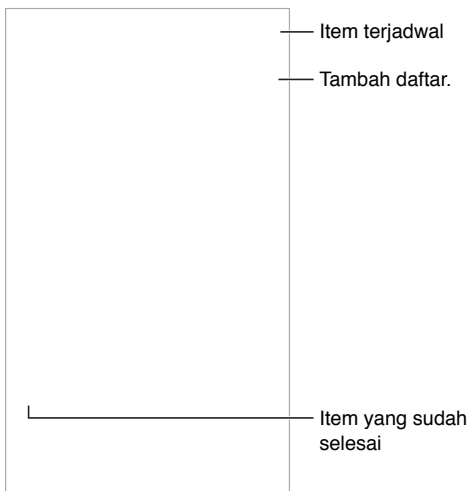 Item terjadwal
Tambah daftar.
Item yang sudah
selesai